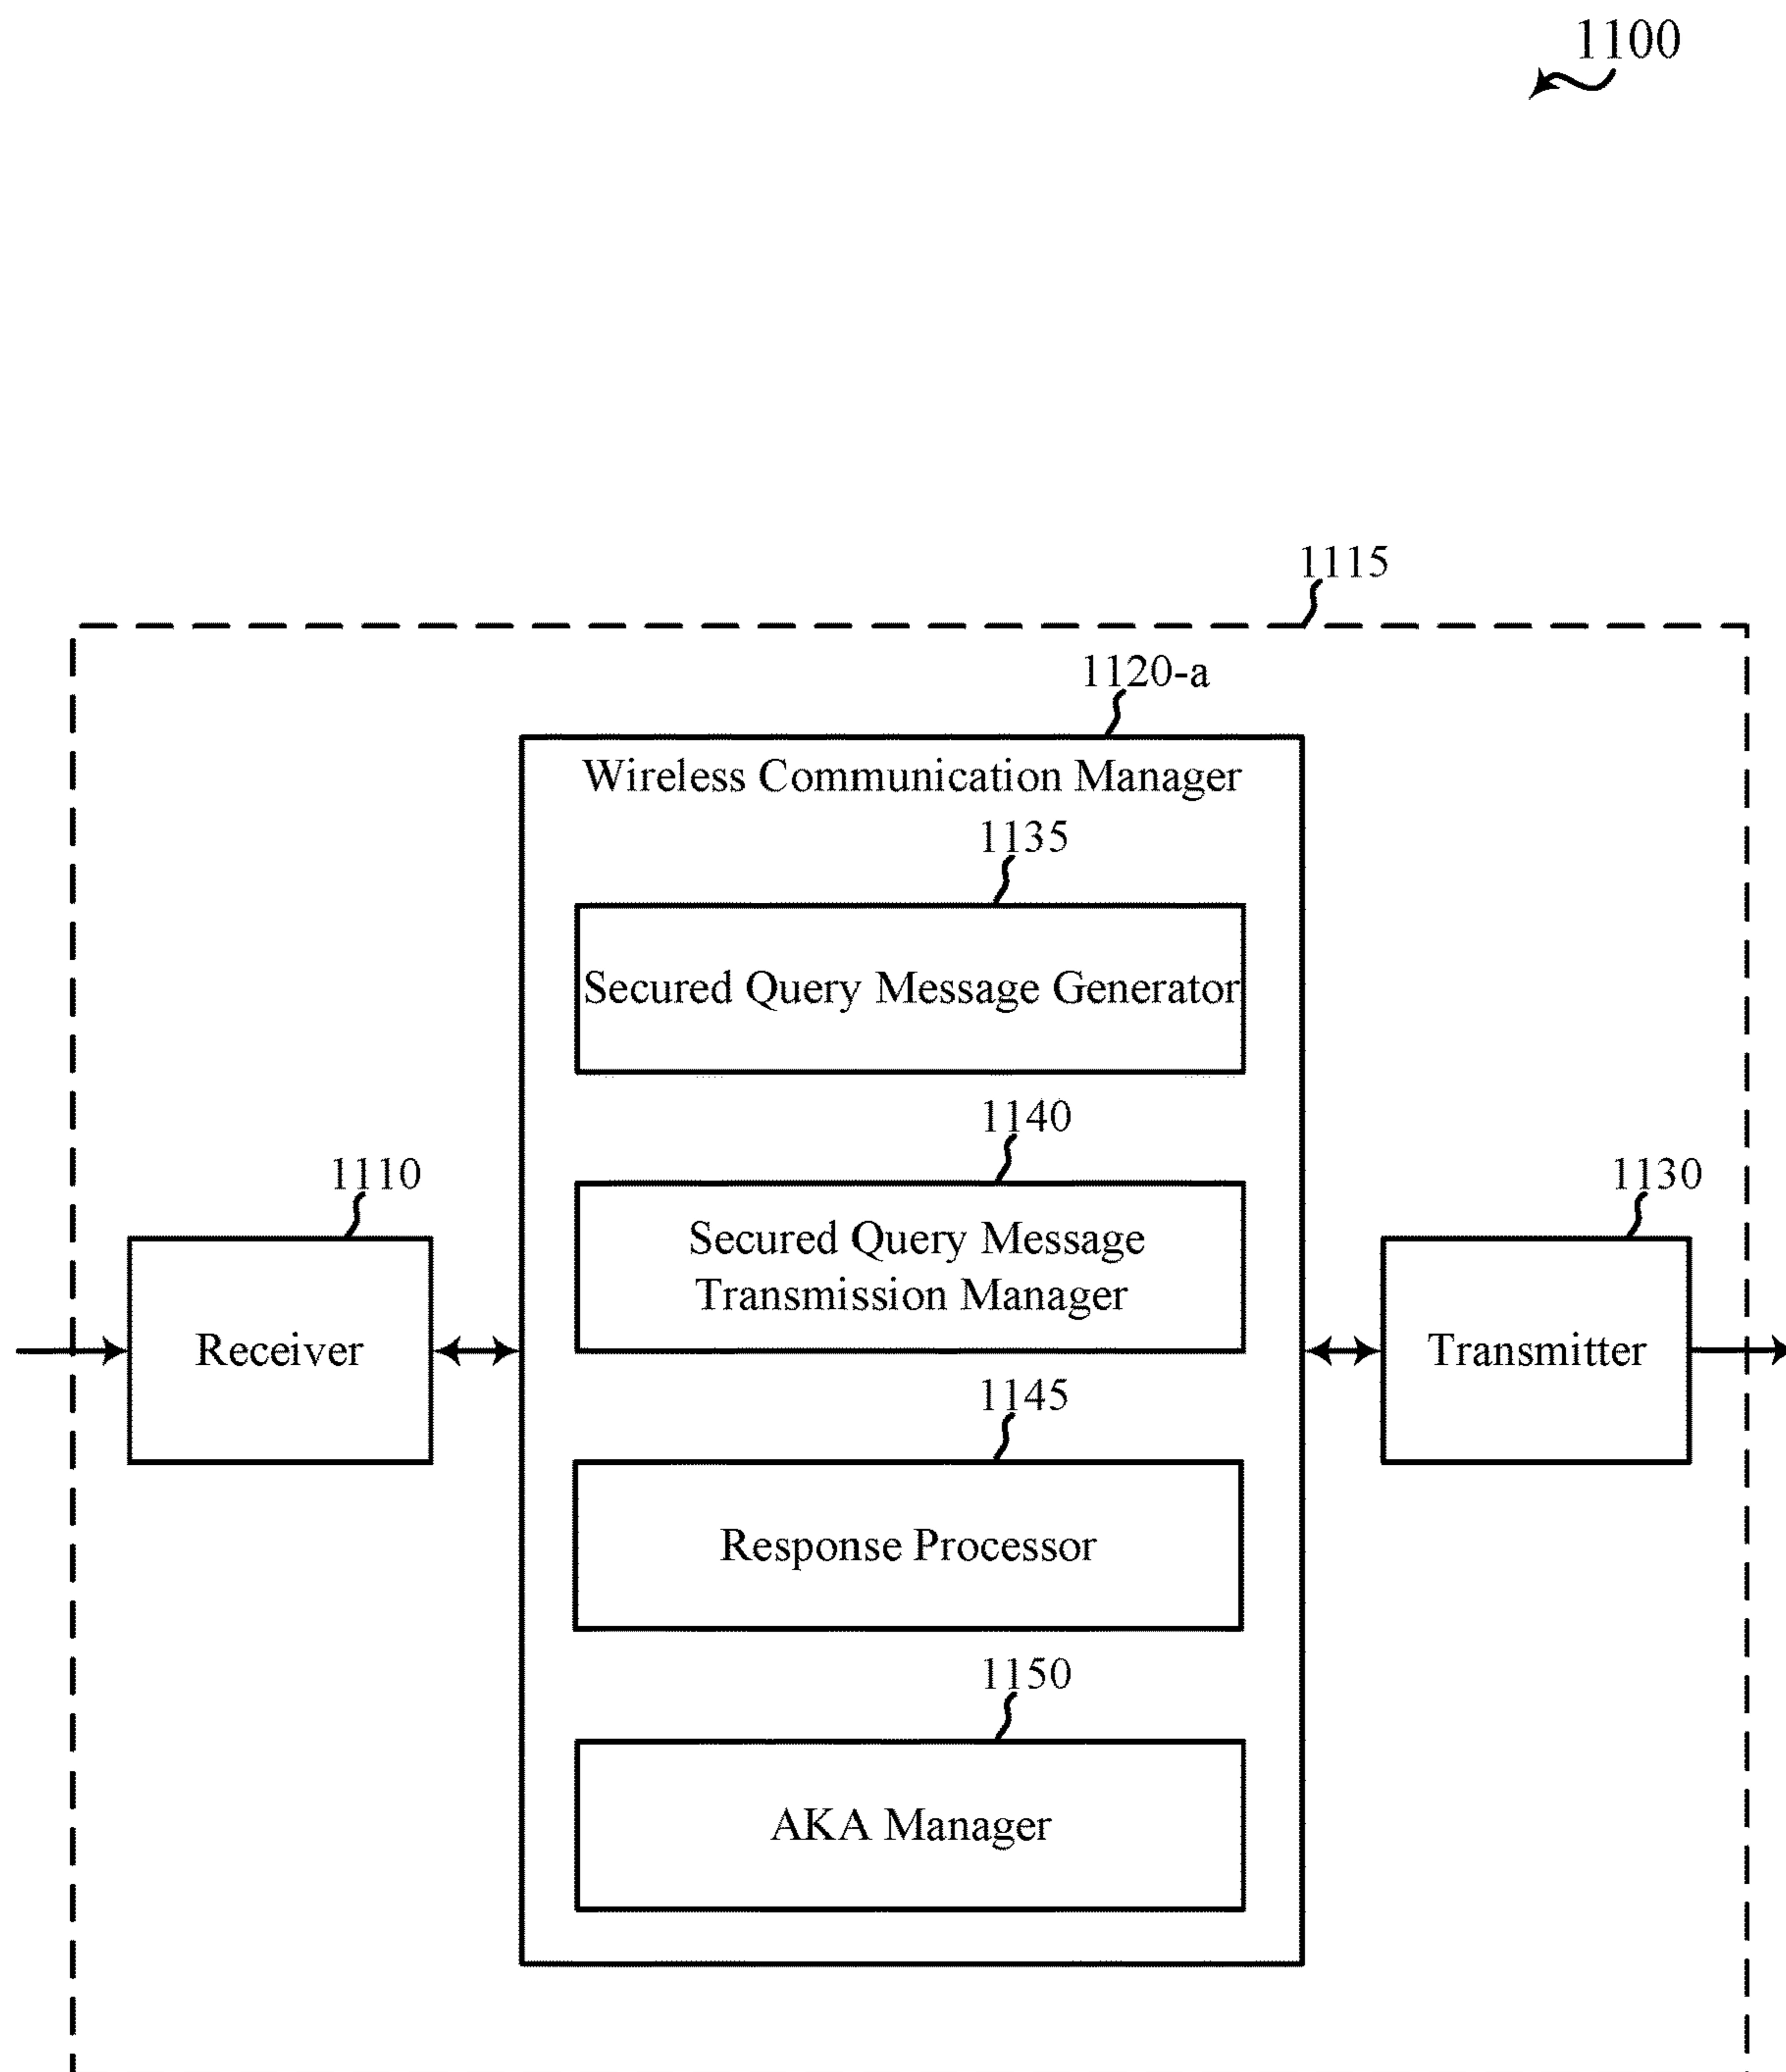 1100
1115
1120-a
Wireless Communication Manager
1135
Secured Query Message Generator
1140
Secured Query Message
Transmission Manager
1110
Receiver
1130
Transmitter
1145
Response Processor
1150
AKA Manager